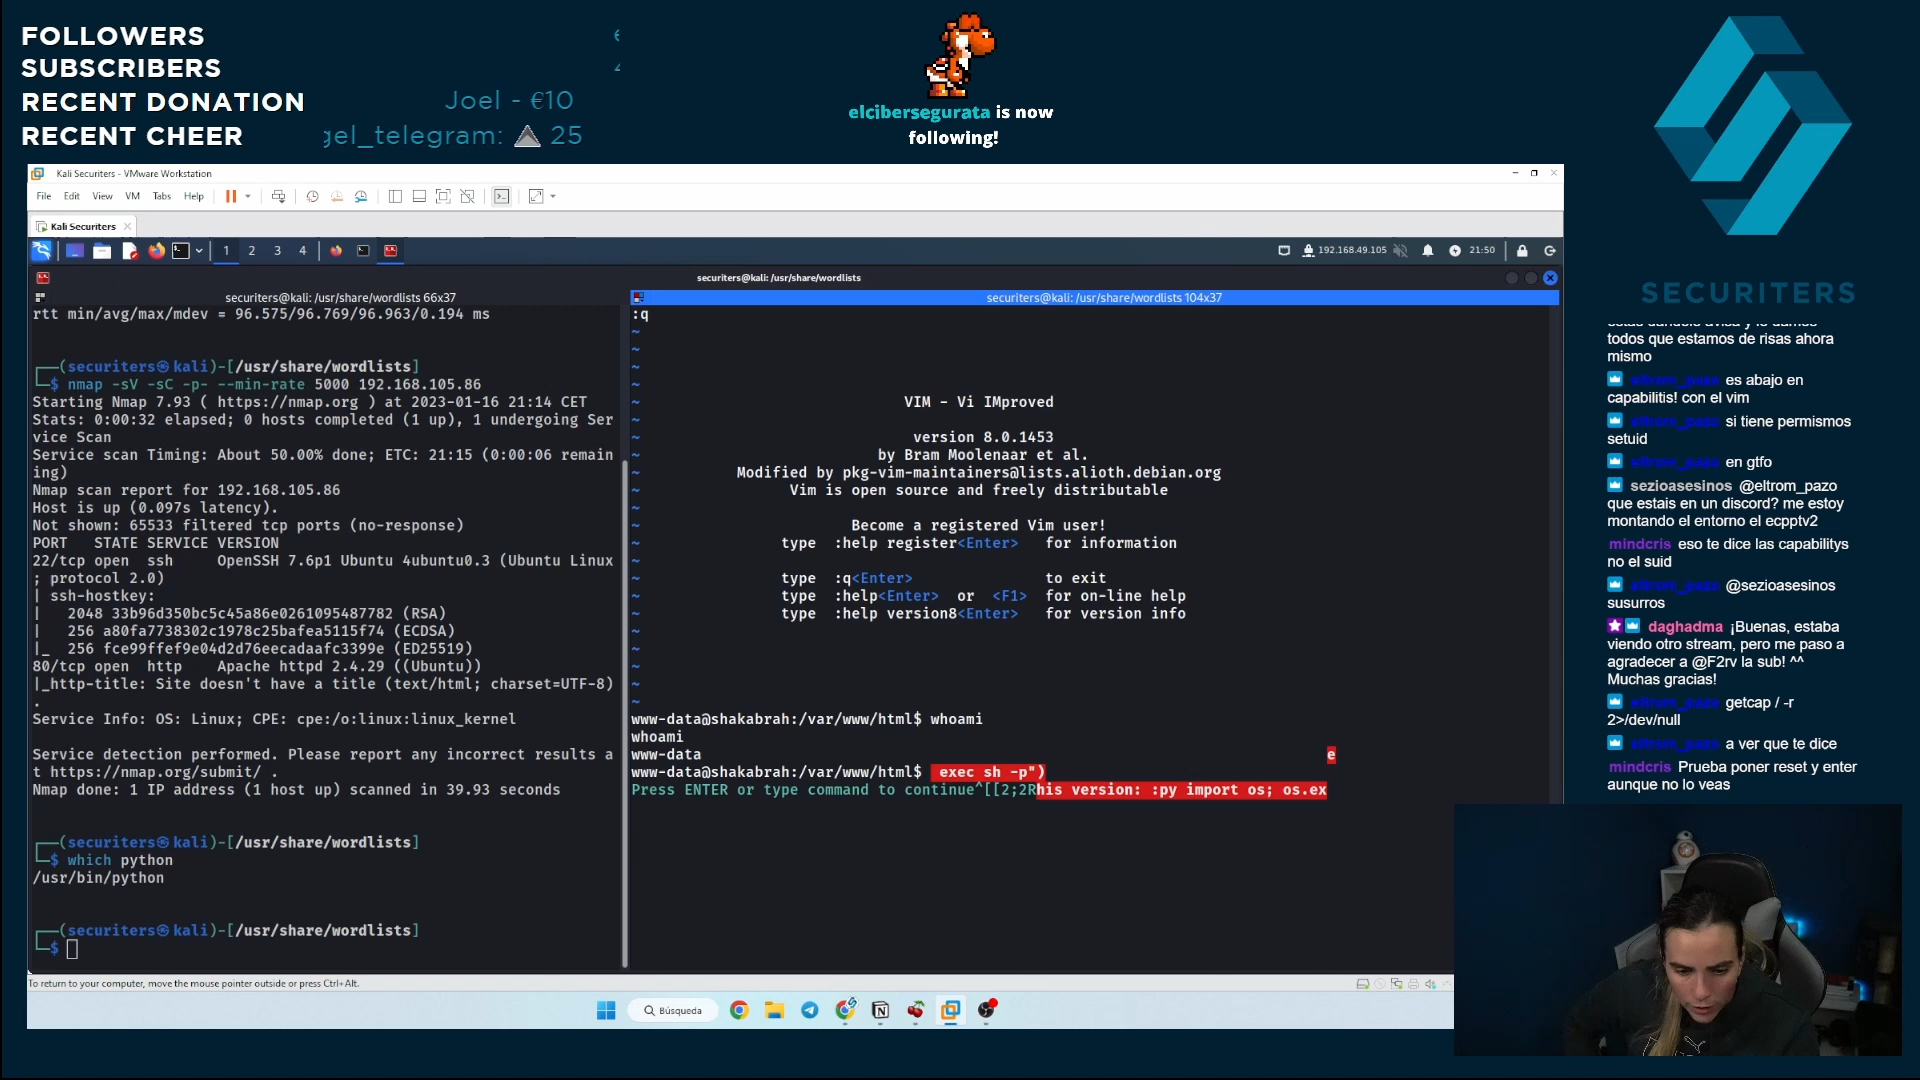 FOLLOWERS
SUBSCRIBERS
RECENT DONATION
RECENT CHEER
Joel - €10
gel_telegram: 25
elcibersegurata is now
following!
SECURITERS
Kali Securiters - VMware Workstation
File Edit View VM Tabs Help
Kali Securiters
1 2 3 4
192.168.49.105
21:50
securiters@kali: /usr/share/wordlists
securiters@kali: /usr/share/wordlists 66x37
rtt min/avg/max/mdev = 96.575/96.769/96.963/0.194 ms
(securiters㉿kali)-[/usr/share/wordlists]
$ nmap -sV -sC -p- --min-rate 5000 192.168.105.86
Starting Nmap 7.93 ( https://nmap.org ) at 2023-01-16 21:14 CET
Stats: 0:00:32 elapsed; 0 hosts completed (1 up), 1 undergoing Ser
vice Scan
Service scan Timing: About 50.00% done; ETC: 21:15 (0:00:06 remain
ing)
Nmap scan report for 192.168.105.86
Host is up (0.097s latency).
Not shown: 65533 filtered tcp ports (no-response)
PORT   STATE SERVICE VERSION
22/tcp open  ssh     OpenSSH 7.6p1 Ubuntu 4ubuntu0.3 (Ubuntu Linux
; protocol 2.0)
| ssh-hostkey:
|   2048 33b96d350bc5c45a86e0261095487782 (RSA)
|   256 a80fa7738302c1978c25bafea5115f74 (ECDSA)
|_  256 fce99ffef9e04d2d76eecadaafc3399e (ED25519)
80/tcp open  http    Apache httpd 2.4.29 ((Ubuntu))
|_http-title: Site doesn't have a title (text/html; charset=UTF-8)
.
Service Info: OS: Linux; CPE: cpe:/o:linux:linux_kernel
Service detection performed. Please report any incorrect results a
t https://nmap.org/submit/ .
Nmap done: 1 IP address (1 host up) scanned in 39.93 seconds
(securiters㉿kali)-[/usr/share/wordlists]
$ which python
/usr/bin/python
(securiters㉿kali)-[/usr/share/wordlists]
$
securiters@kali: /usr/share/wordlists 104x37
:q
~
~
~
~
~ VIM - Vi IMproved
~
~ version 8.0.1453
~ by Bram Moolenaar et al.
~ Modified by pkg-vim-maintainers@lists.alioth.debian.org
~ Vim is open source and freely distributable
~
~ Become a registered Vim user!
~ type  :help register<Enter>   for information
~
~ type  :q<Enter>               to exit
~ type  :help<Enter>  or  <F1>  for on-line help
~ type  :help version8<Enter>   for version info
~
~
~
~
~
www-data@shakabrah:/var/www/html$ whoami
whoami
www-data e
www-data@shakabrah:/var/www/html$ exec sh -p")
Press ENTER or type command to continue^[[2;2Rhis version: :py import os; os.ex
To return to your computer, move the mouse pointer outside or press Ctrl+Alt.
Búsqueda
todos que estamos de risas ahora
mismo
eltrom_pazo es abajo en
capabilitis! con el vim
eltrom_pazo si tiene permismos
setuid
eltrom_pazo en gtfo
sezioasesinos @eltrom_pazo
que estais en un discord? me estoy
montando el entorno el ecpptv2
mindcris eso te dice las capabilitys
no el suid
eltrom_pazo @sezioasesinos
susurros
daghadma ¡Buenas, estaba
viendo otro stream, pero me paso a
agradecer a @F2rv la sub! ^^
Muchas gracias!
eltrom_pazo getcap / -r
2>/dev/null
eltrom_pazo a ver que te dice
mindcris Prueba poner reset y enter
aunque no lo veas